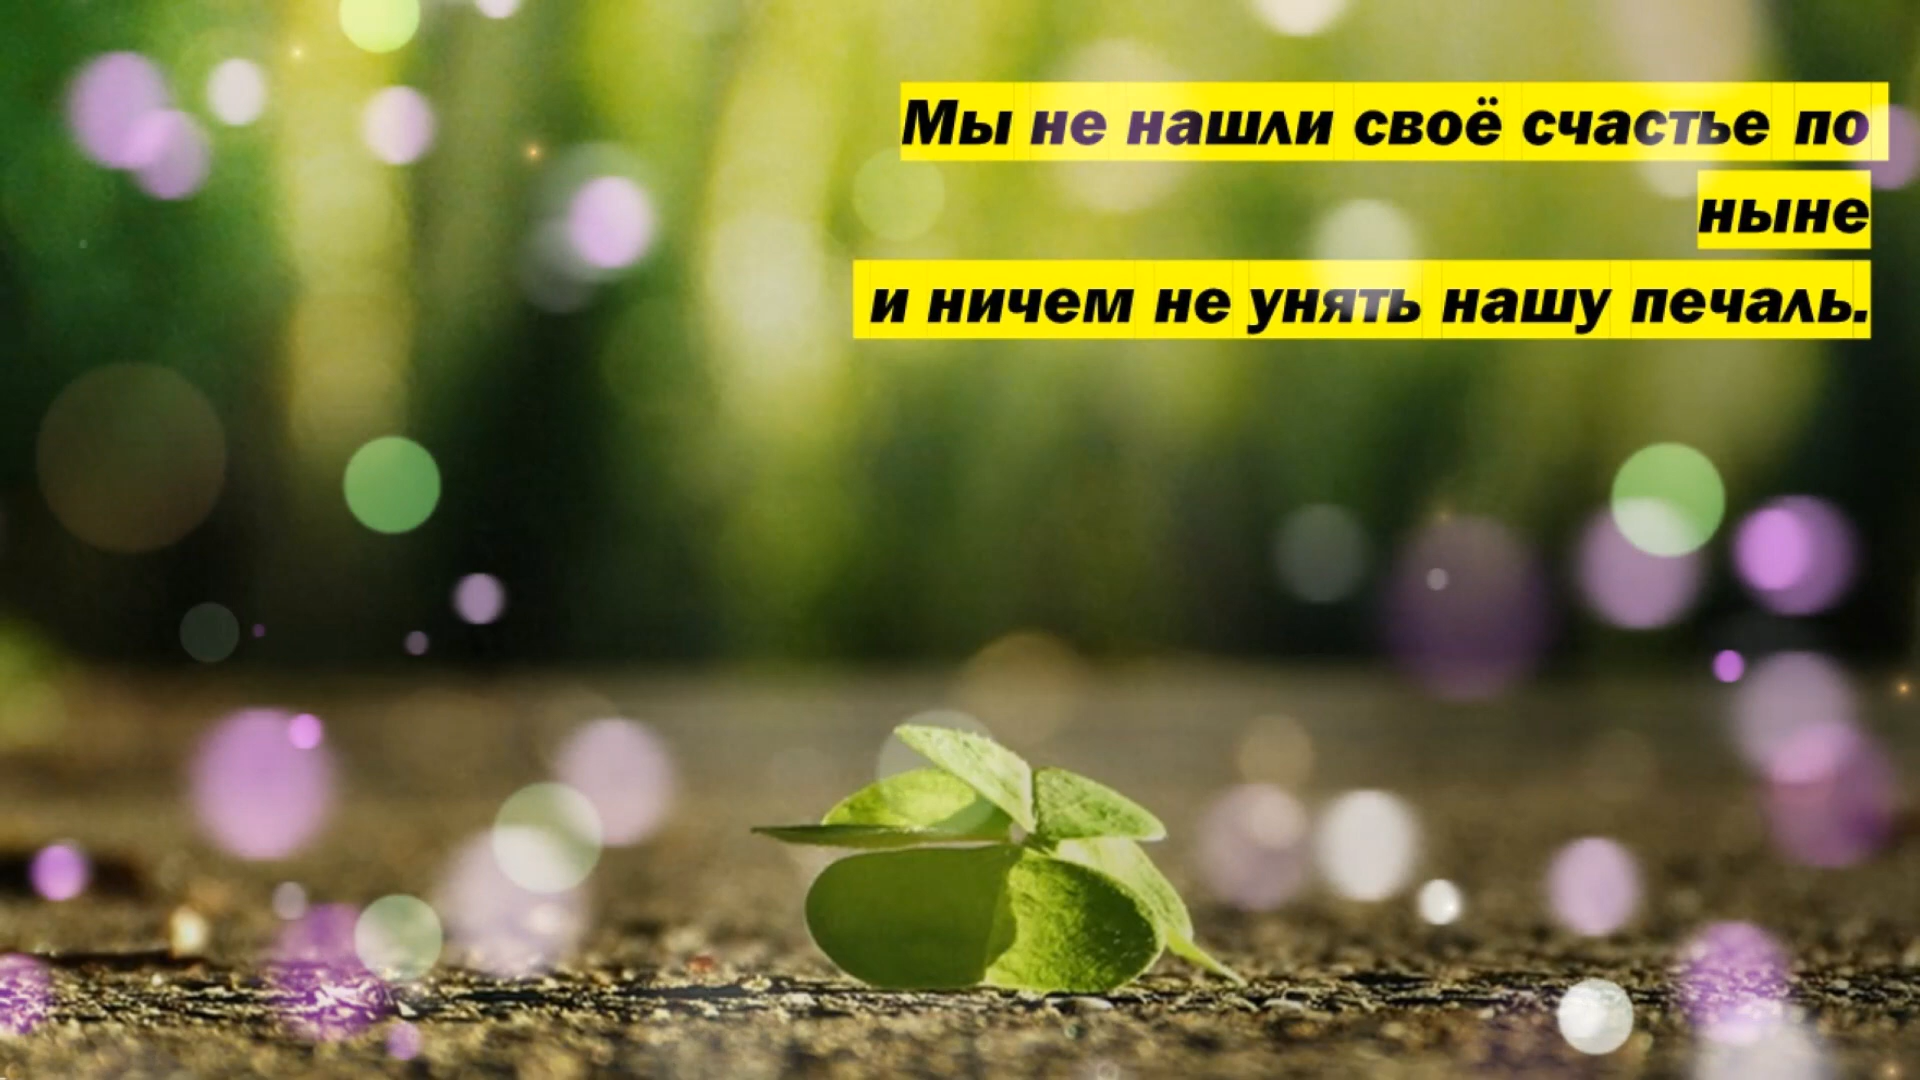 Мы не нашли своё счастье по
ныне
и ничем не унять нашу печаль.